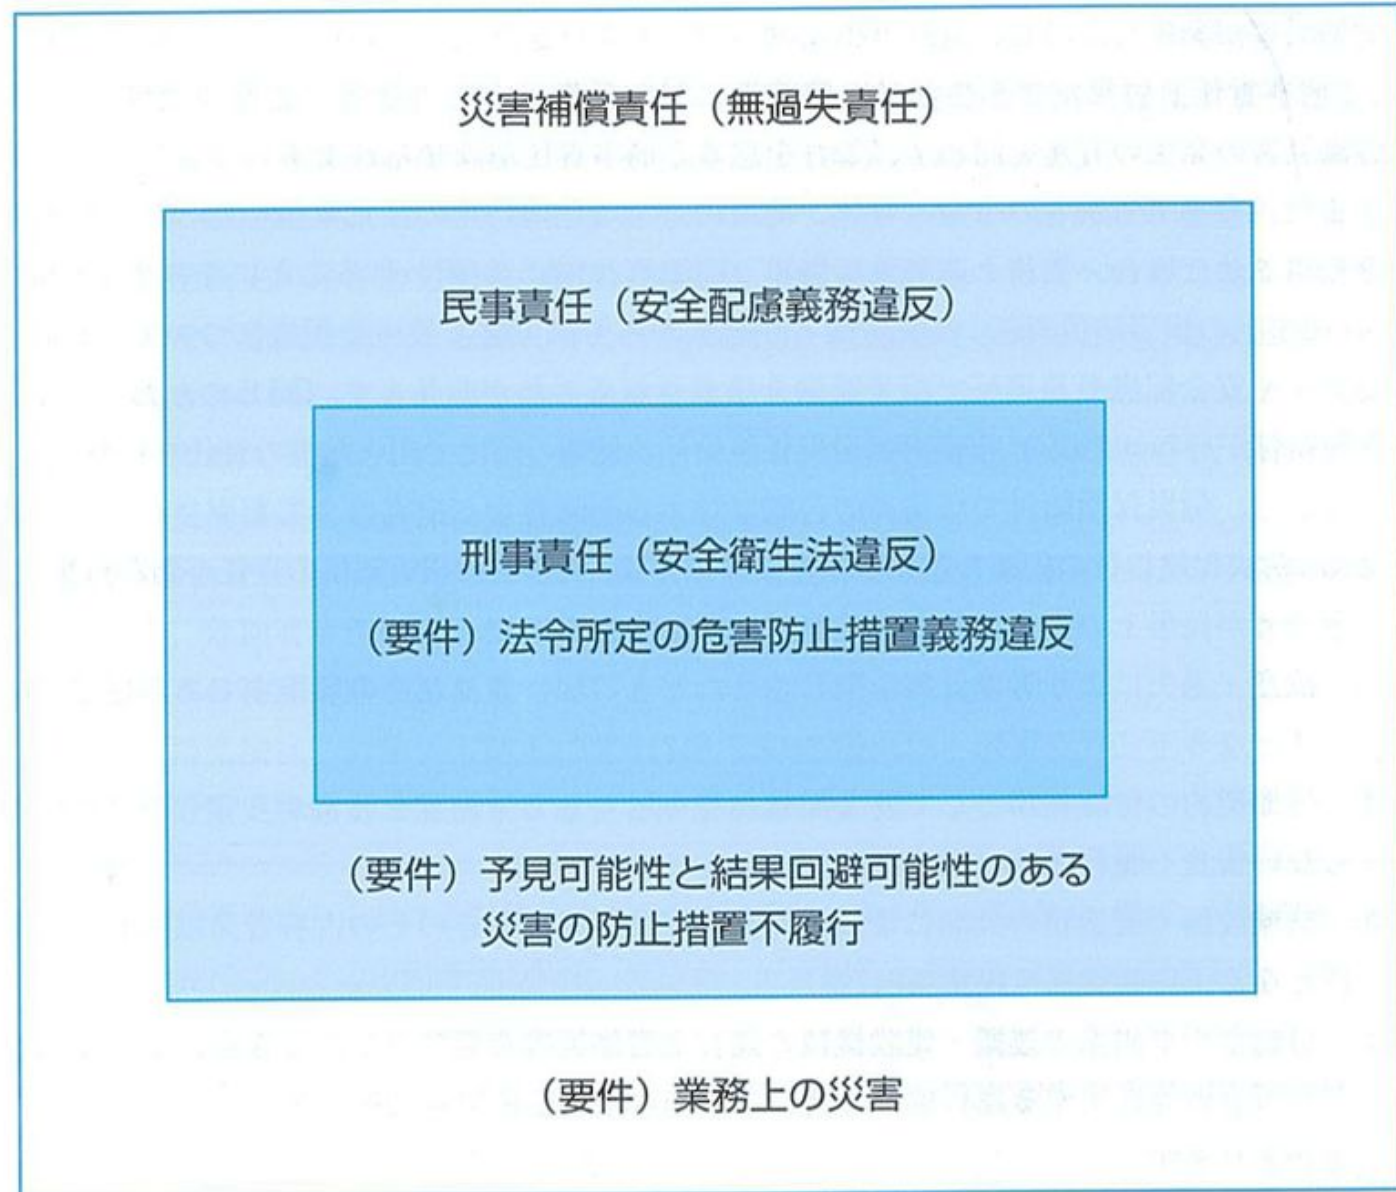 災害補償責任（無過失責任）
民事責任（安全配慮義務違反）
刑事責任（安全衛生法違反）
（要件）法令所定の危害防止措置義務違反
（要件）予見可能性と結果回避可能性のある
災害の防止措置不履行
（要件）業務上の災害